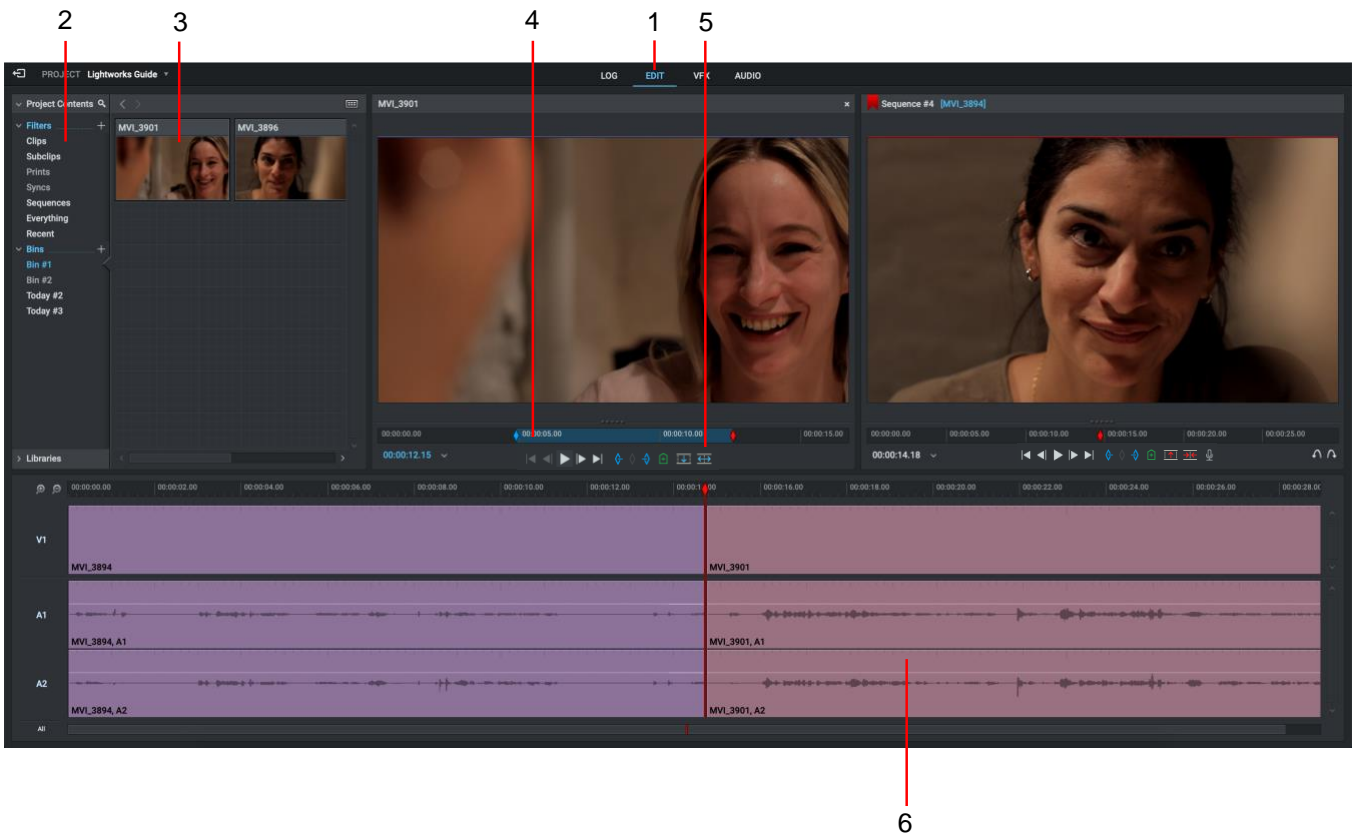 2 3 4 1 5
PROJECT Lightworks Guide
LOG EDIT VFX AUDIO
Project Contents
MVI_3901
Sequence #4 [MVI_3894]
Filters
Clips
Subclips
Prints
Syncs
Sequences
Everything
Recent
Bins
Bin #1
Bin #2
Today #2
Today #3
Libraries
MVI_3901 MVI_3896
00:00:00.00 00:00:05.00 00:00:10.00 00:00:15.00
00:00:12.15
00:00:00.00 00:00:05.00 00:00:10.00 00:00:15.00 00:00:20.00 00:00:25.00
00:00:14.18
00:00:00.00 00:00:02.00 00:00:04.00 00:00:06.00 00:00:08.00 00:00:10.00 00:00:12.00 00:00:16.00 00:00:18.00 00:00:20.00 00:00:22.00 00:00:24.00 00:00:26.00
V1
MVI_3894 MVI_3901
A1
MVI_3894, A1 MVI_3901, A1
A2
MVI_3894, A2 MVI_3901, A2
All
6